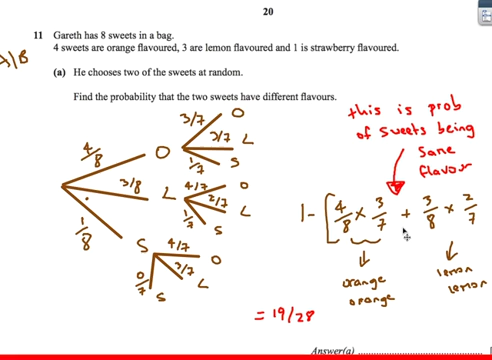 20
A/B
11 Gareth has 8 sweets in a bag.
4 sweets are orange flavoured, 3 are lemon flavoured and 1 is strawberry flavoured.
(a) He chooses two of the sweets at random.
Find the probability that the two sweets have different flavours.
this is prob
of sweets being
same
flavor
4/8 O 3/7 O
3/7 L
1/7 S
3/8 L 4/7 O
2/7 L
1/7 S
1/8 S 4/7 O
3/7 L
0/7 S
1 - [4/8 × 3/7 + 3/8 × 2/7
orange
orange
lemon
lemon
= 19/28
Answer(a)